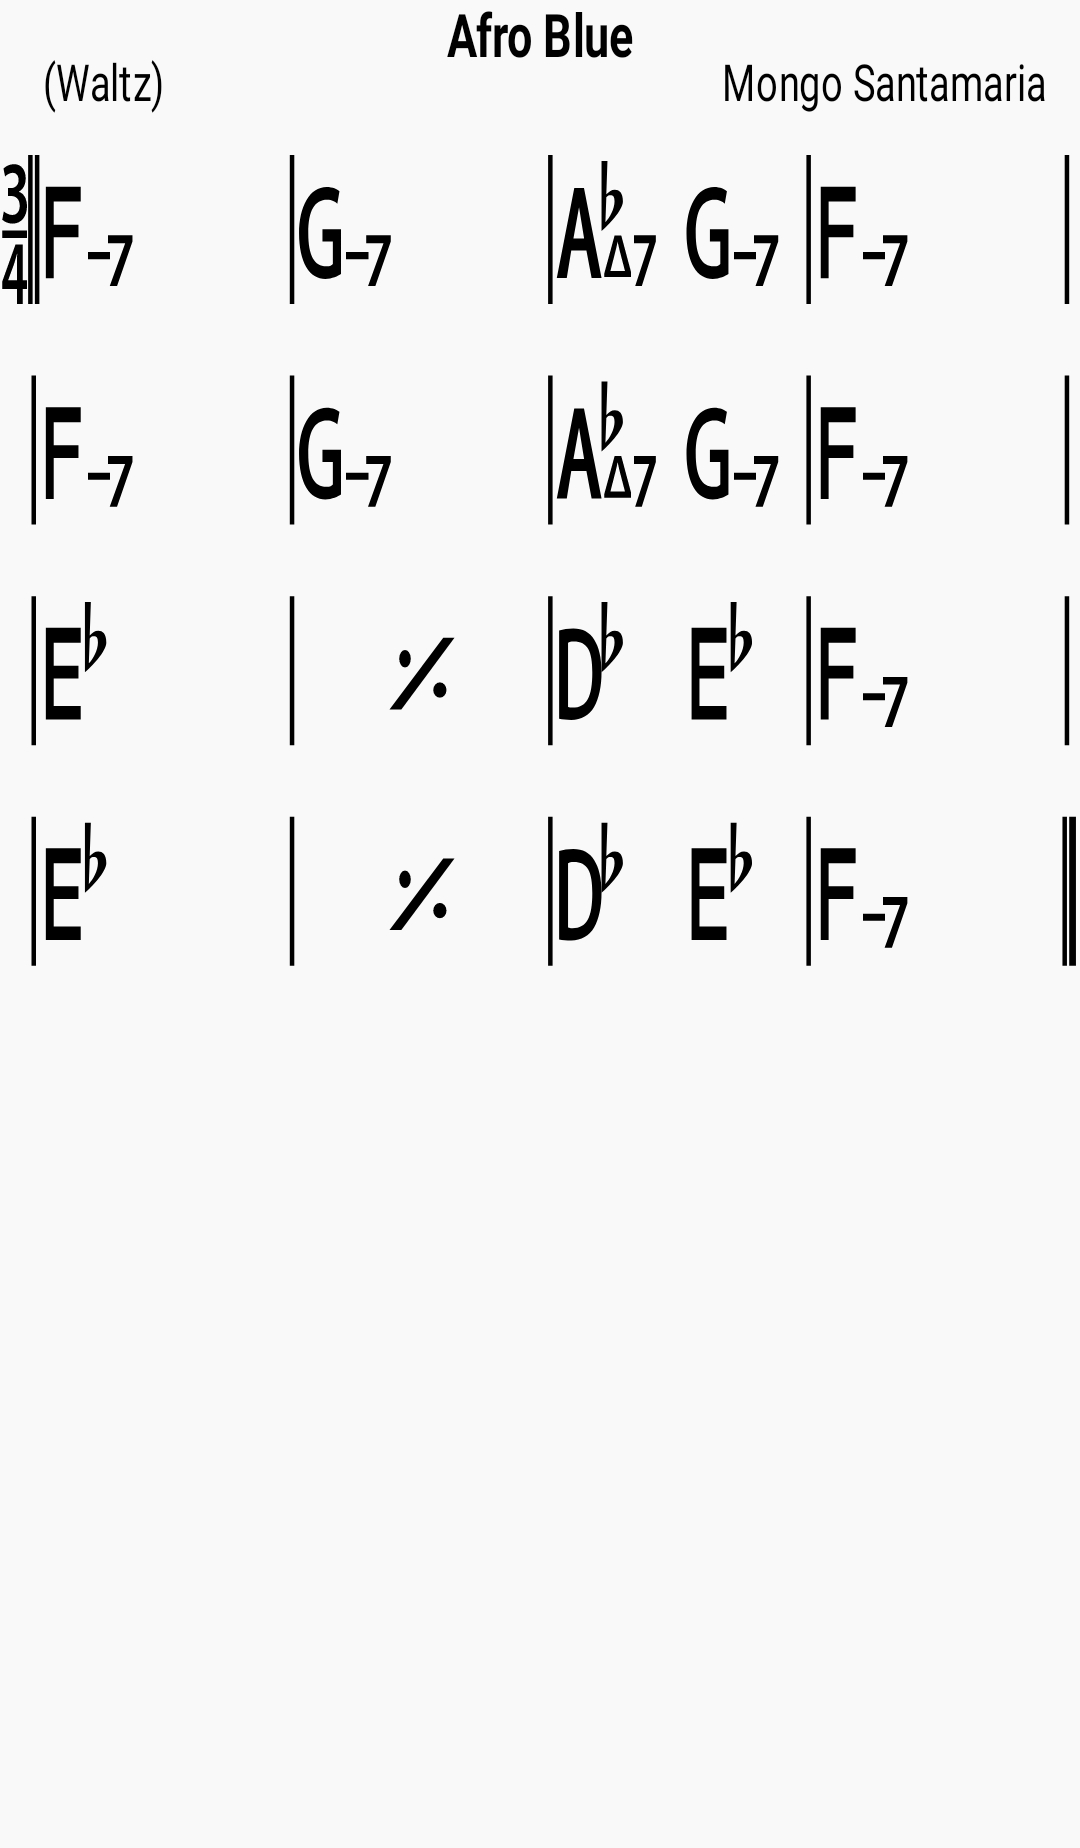 Afro Blue
(Waltz) Mongo Santamaria
3/4 F–7 | G–7 | A♭Δ7 G–7 | F–7 |
| F–7 | G–7 | A♭Δ7 G–7 | F–7 |
| E♭ | 𝄎 | D♭ E♭ | F–7 |
| E♭ | 𝄎 | D♭ E♭ | F–7 ‖